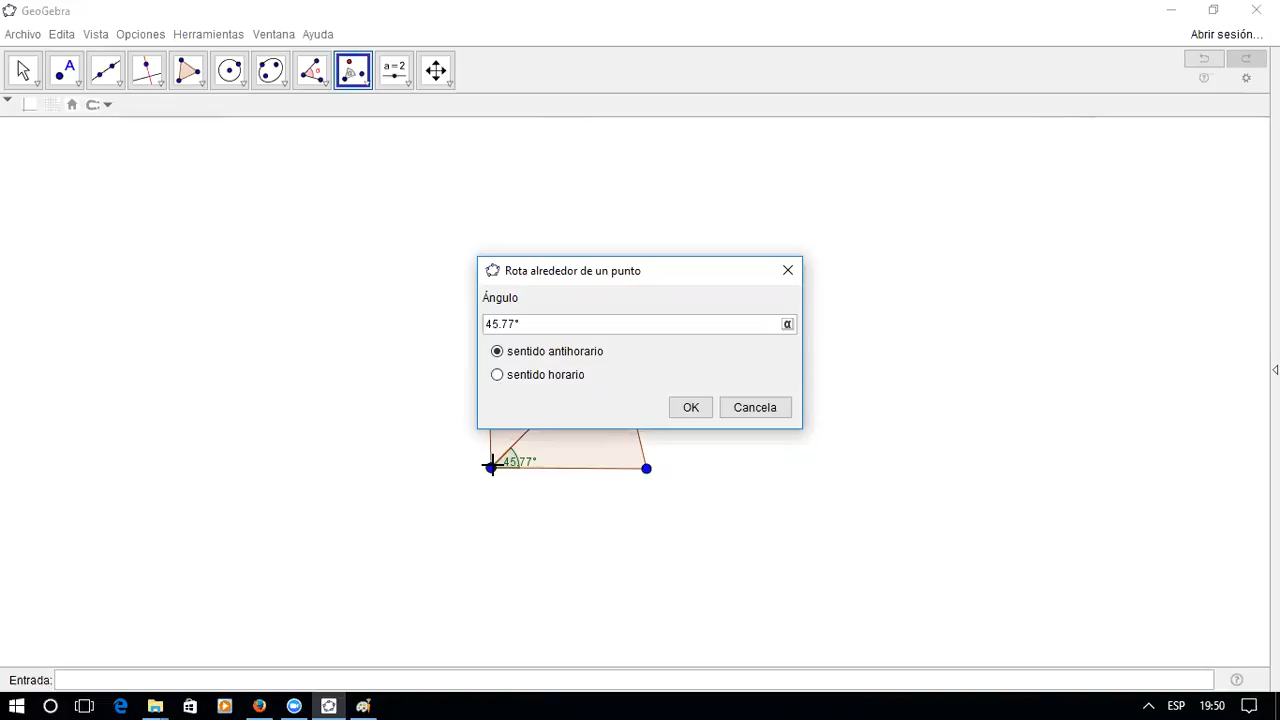 GeoGebra
Archivo Edita Vista Opciones Herramientas Ventana Ayuda
Abrir sesión…
A
a = 2
Rota alrededor de un punto
Ángulo
45.77°
α
sentido antihorario
sentido horario
OK Cancela
45.77°
Entrada:
ESP 19:50